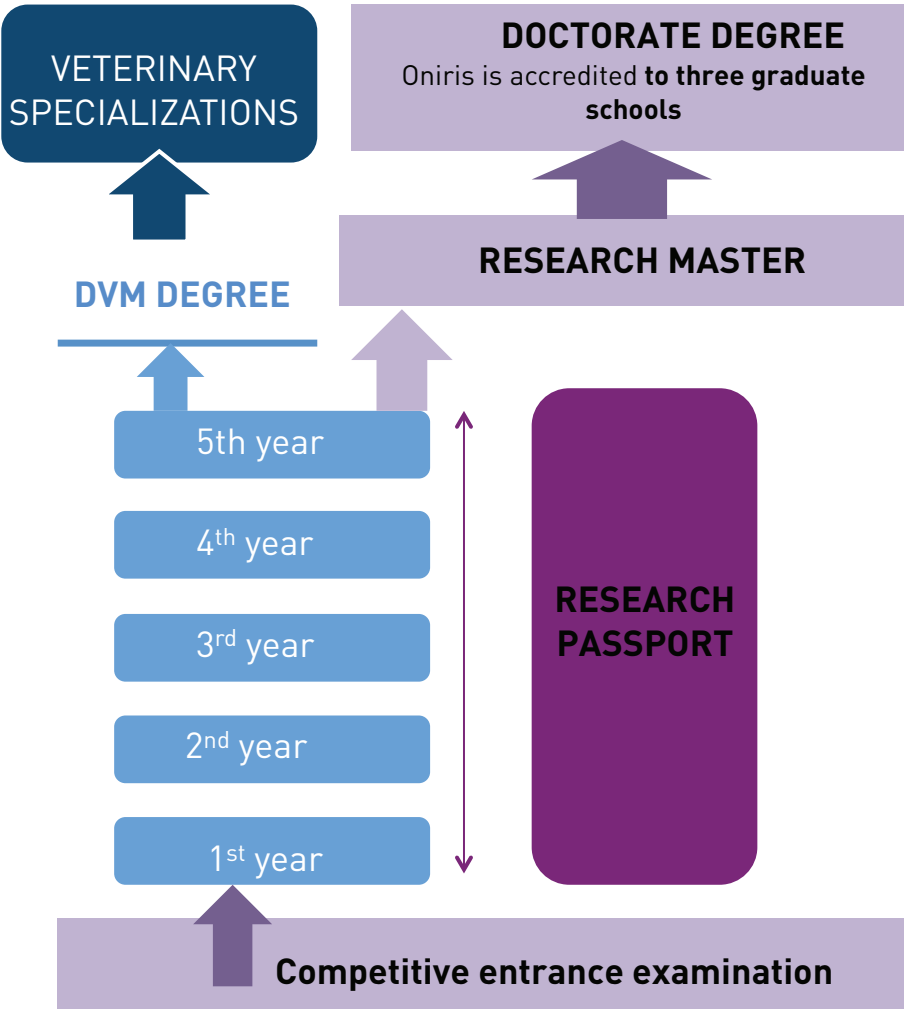 VETERINARY
SPECIALIZATIONS
DOCTORATE DEGREE
Oniris is accredited to three graduate
schools
RESEARCH MASTER
DVM DEGREE
5th year
4th year
3rd year
2nd year
1st year
RESEARCH
PASSPORT
Competitive entrance examination